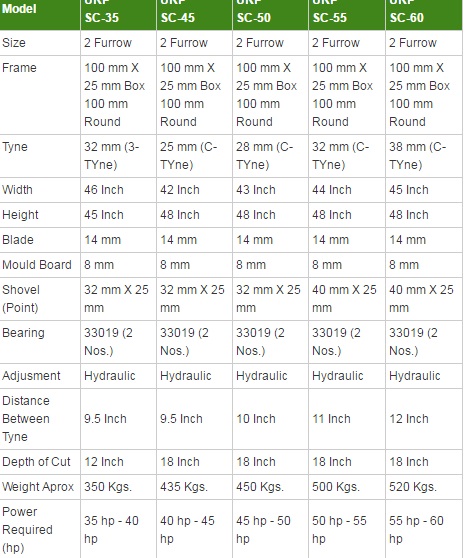 Model SC-35 SC-45 SC-50 SC-55 SC-60
Size 2 Furrow 2 Furrow 2 Furrow 2 Furrow 2 Furrow
Frame 100 mm X 100 mm X 100 mm X 100 mm X 100 mm X
25 mm Box 25 mm Box 25 mm Box 25 mm Box 25 mm Box
100 mm 100 mm 100 mm 100 mm 100 mm
Round Round Round Round Round
Tyne 32 mm (3- 25 mm (C- 28 mm (C- 32 mm (C- 38 mm (C-
TYne) TYne) TYne) TYne) TYne)
Width 46 Inch 42 Inch 43 Inch 44 Inch 45 Inch
Height 45 Inch 48 Inch 48 Inch 48 Inch 48 Inch
Blade 14 mm 14 mm 14 mm 14 mm 14 mm
Mould Board 8 mm 8 mm 8 mm 8 mm 8 mm
Shovel 32 mm X 25 32 mm X 25 32 mm X 25 40 mm X 25 40 mm X 25
(Point) mm mm mm mm mm
Bearing 33019 (2 33019 (2 33019 (2 33019 (2 33019 (2
Nos.) Nos.) Nos.) Nos.) Nos.)
Adjusment Hydraulic Hydraulic Hydraulic Hydraulic Hydraulic
Distance
Between 9.5 Inch 9.5 Inch 10 Inch 11 Inch 12 Inch
Tyne
Depth of Cut 12 Inch 18 Inch 18 Inch 18 Inch 18 Inch
Weight Aprox 350 Kgs. 435 Kgs. 450 Kgs. 500 Kgs. 520 Kgs.
Power 35 hp - 40 40 hp - 45 45 hp - 50 50 hp - 55 55 hp - 60
Required hp hp hp hp hp
(hp)